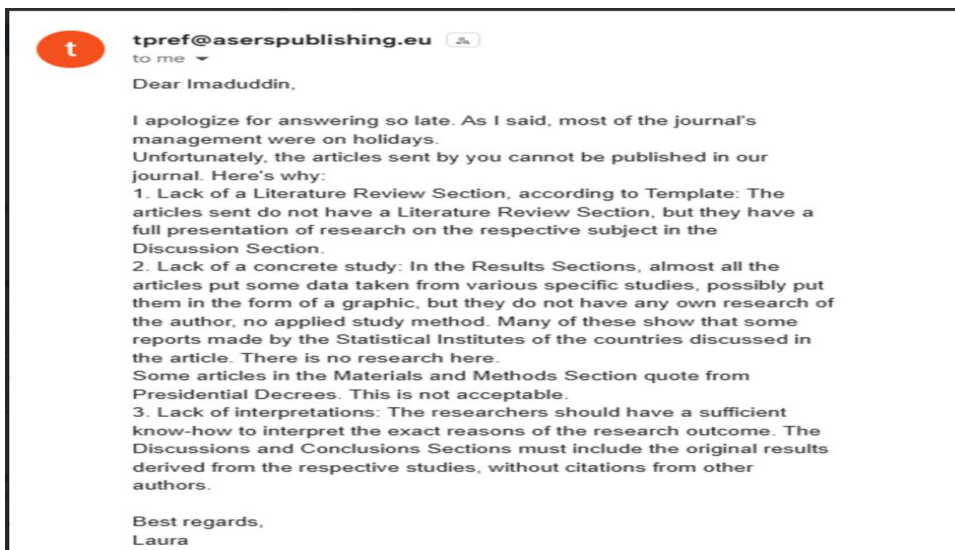 t
tpref@aserspublishing.eu
to me
Dear Imaduddin,
I apologize for answering so late. As I said, most of the journal's
management were on holidays.
Unfortunately, the articles sent by you cannot be published in our
journal. Here's why:
1. Lack of a Literature Review Section, according to Template: The
articles sent do not have a Literature Review Section, but they have a
full presentation of research on the respective subject in the
Discussion Section.
2. Lack of a concrete study: In the Results Sections, almost all the
articles put some data taken from various specific studies, possibly put
them in the form of a graphic, but they do not have any own research of
the author, no applied study method. Many of these show that some
reports made by the Statistical Institutes of the countries discussed in
the article. There is no research here.
Some articles in the Materials and Methods Section quote from
Presidential Decrees. This is not acceptable.
3. Lack of interpretations: The researchers should have a sufficient
know-how to interpret the exact reasons of the research outcome. The
Discussions and Conclusions Sections must include the original results
derived from the respective studies, without citations from other
authors.
Best regards,
Laura